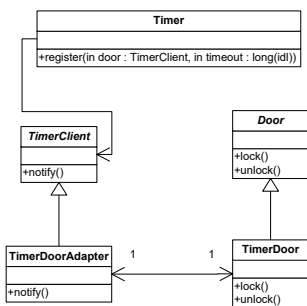 Timer
+register(in door : TimerClient, in timeout : long(idl))
TimerClient
+notify()
Door
+lock()
+unlock()
TimerDoorAdapter
+notify()
1
1
TimerDoor
+lock()
+unlock()